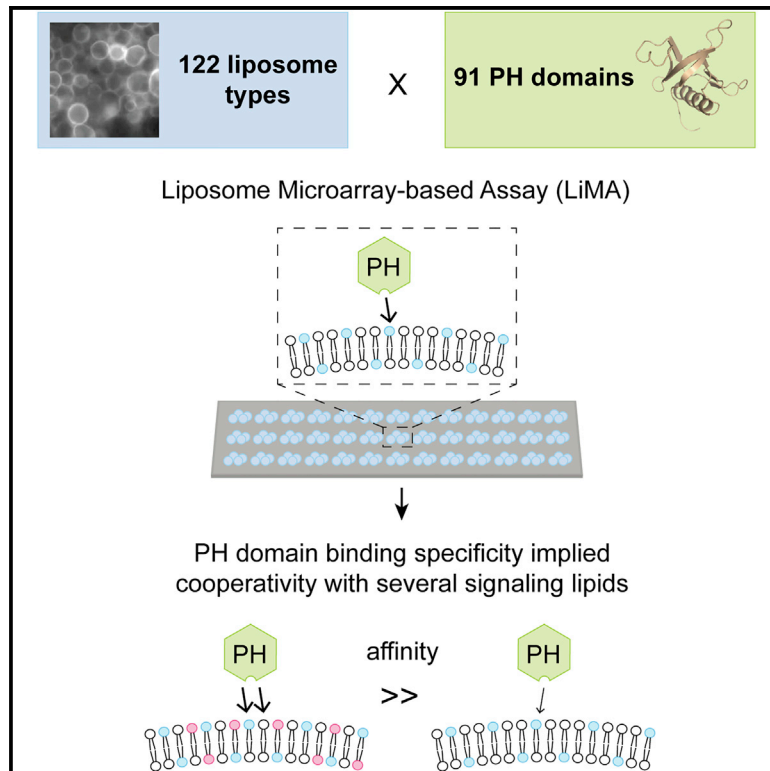 122 liposome
types
X
91 PH domains
Liposome Microarray-based Assay (LiMA)
PH
PH domain binding specificity implied
cooperativity with several signaling lipids
PH
affinity
>>
PH